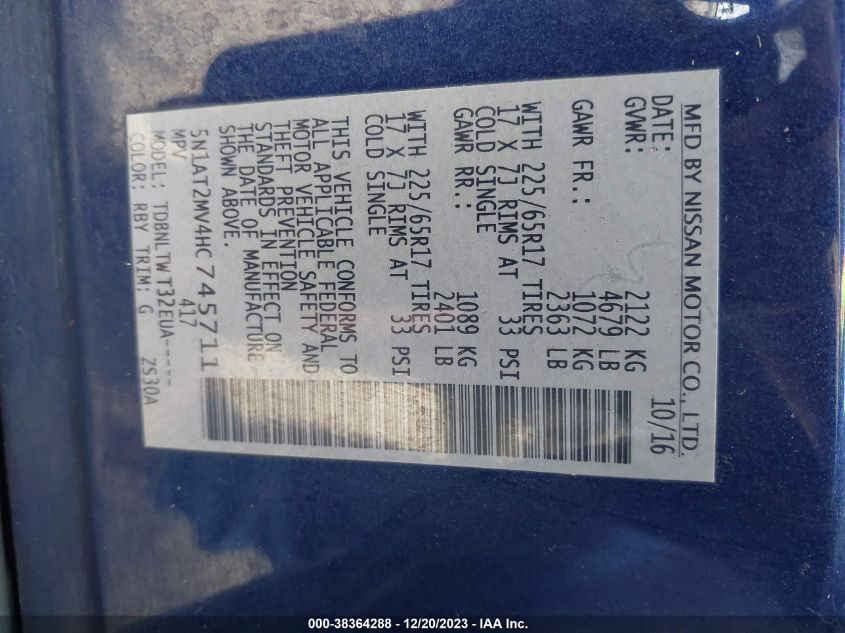 MFD BY NISSAN MOTOR CO., LTD.
DATE: 10/16
GVWR: 2122 KG
4679 LB
GAWR FR.: 1072 KG
2363 LB
WITH 225/65R17 TIRES
17 X 7J RIMS AT 33 PSI
COLD SINGLE
GAWR RR.: 1089 KG
2401 LB
WITH 225/65R17 TIRES
17 X 7J RIMS AT 33 PSI
COLD SINGLE
THIS VEHICLE CONFORMS TO
ALL APPLICABLE FEDERAL
MOTOR VEHICLE SAFETY AND
THEFT PREVENTION
STANDARDS IN EFFECT ON
THE DATE OF MANUFACTURE
SHOWN ABOVE.
5N1AT2MV4HC745711
MPV 417
MODEL: TDBNLTWT32EUA-----
COLOR: RBY TRIM: G ZS30A
000-38364288 - 12/20/2023 - IAA Inc.